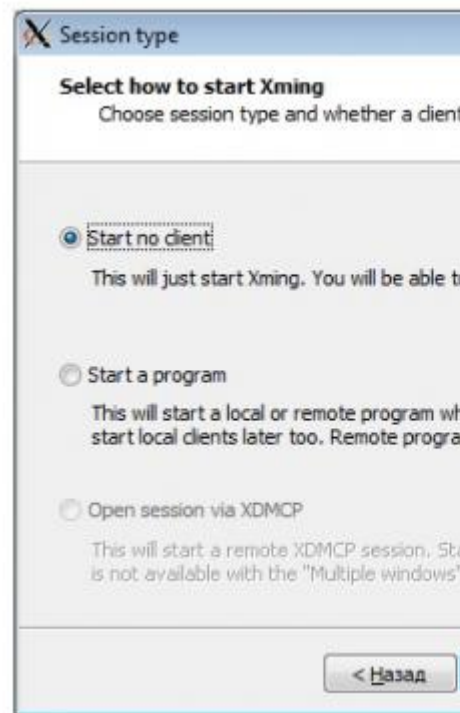 Session type
Select how to start Xming
Choose session type and whether a client
Start no client
This will just start Xming. You will be able
Start a program
This will start a local or remote program
start local clients later too. Remote
Open session via XDMCP
This will start a remote XDMCP session.
is not available with the "Multiple windows"
< Назад